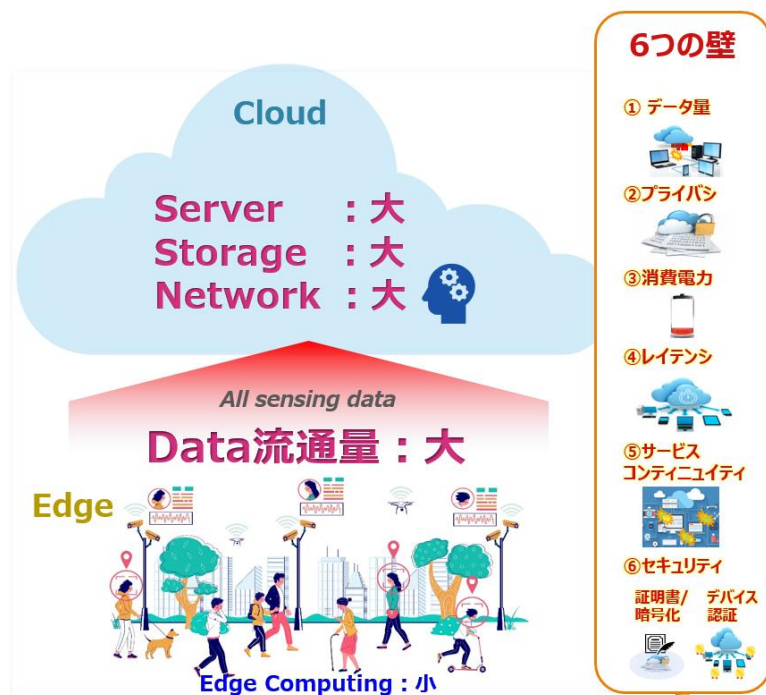 Cloud
Server :大
Storage :大
Network :大
All sensing data
Data流通量:大
Edge
Edge Computing:小
6つの壁
① データ量
②プライバシ
③消費電力
④レイテンシ
⑤サービス
コンティニュイティ
⑥セキュリティ
証明書/
暗号化
デバイス
認証